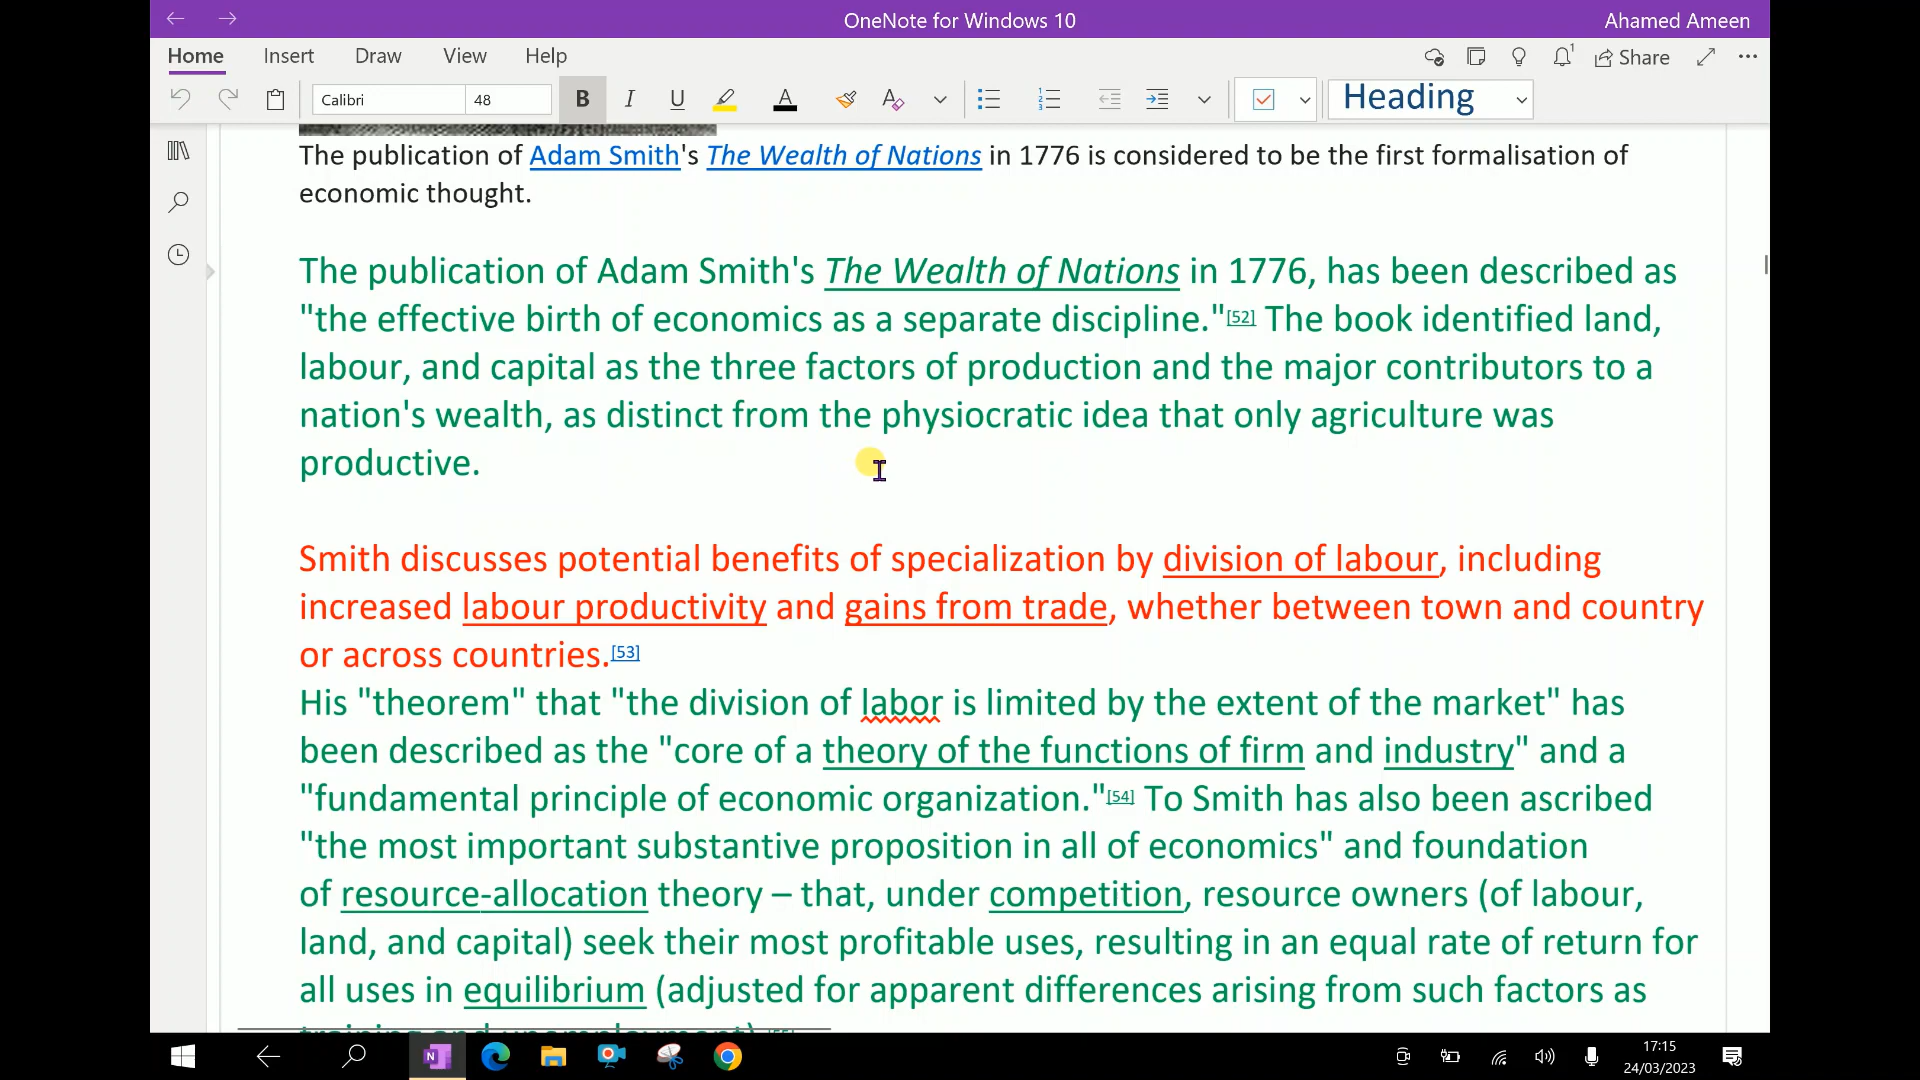 OneNote for Windows 10
Ahamed Ameen
Home Insert Draw View Help
1
Share
Calibri 48 B I U A A Heading
The publication of Adam Smith's The Wealth of Nations in 1776 is considered to be the first formalisation of
economic thought.
The publication of Adam Smith's The Wealth of Nations in 1776, has been described as
"the effective birth of economics as a separate discipline."[52] The book identified land,
labour, and capital as the three factors of production and the major contributors to a
nation's wealth, as distinct from the physiocratic idea that only agriculture was
productive.
Smith discusses potential benefits of specialization by division of labour, including
increased labour productivity and gains from trade, whether between town and country
or across countries.[53]
His "theorem" that "the division of labor is limited by the extent of the market" has
been described as the "core of a theory of the functions of firm and industry" and a
"fundamental principle of economic organization."[54] To Smith has also been ascribed
"the most important substantive proposition in all of economics" and foundation
of resource-allocation theory – that, under competition, resource owners (of labour,
land, and capital) seek their most profitable uses, resulting in an equal rate of return for
all uses in equilibrium (adjusted for apparent differences arising from such factors as
training and unemployment).
17:15
24/03/2023